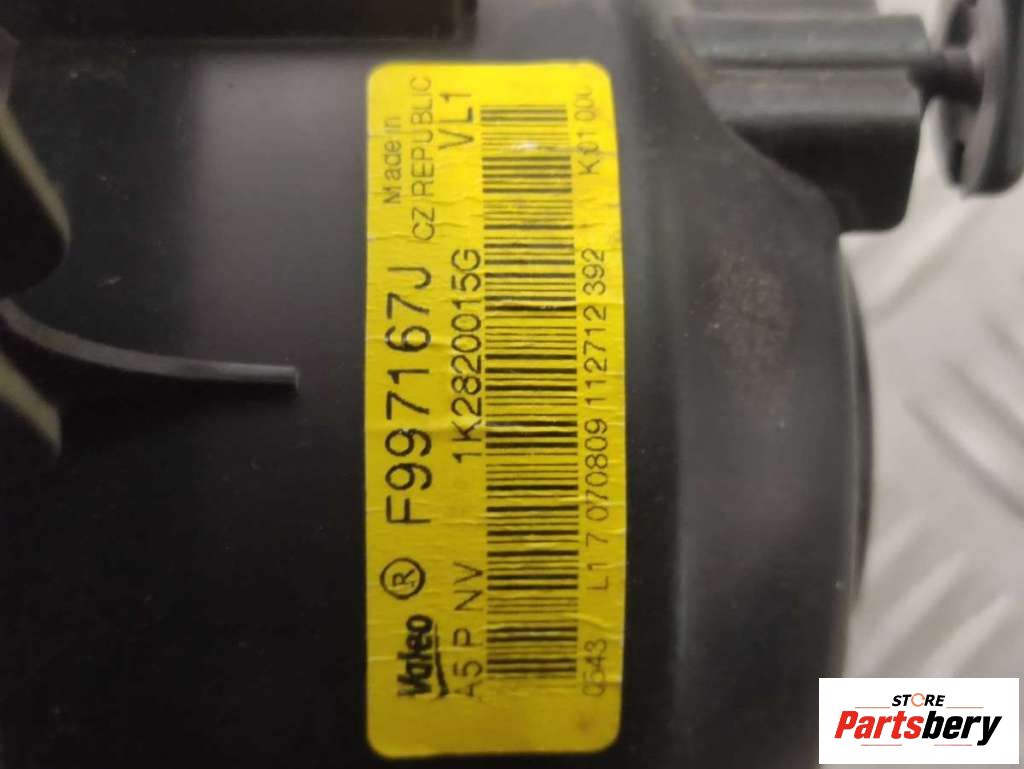 Valeo ® F997167J Made in
CZ REPUBLIC
A5 P NV 1K2820015G VL1
0543 L1 7 070809 112712 392 K01 00
STORE
Partsbery